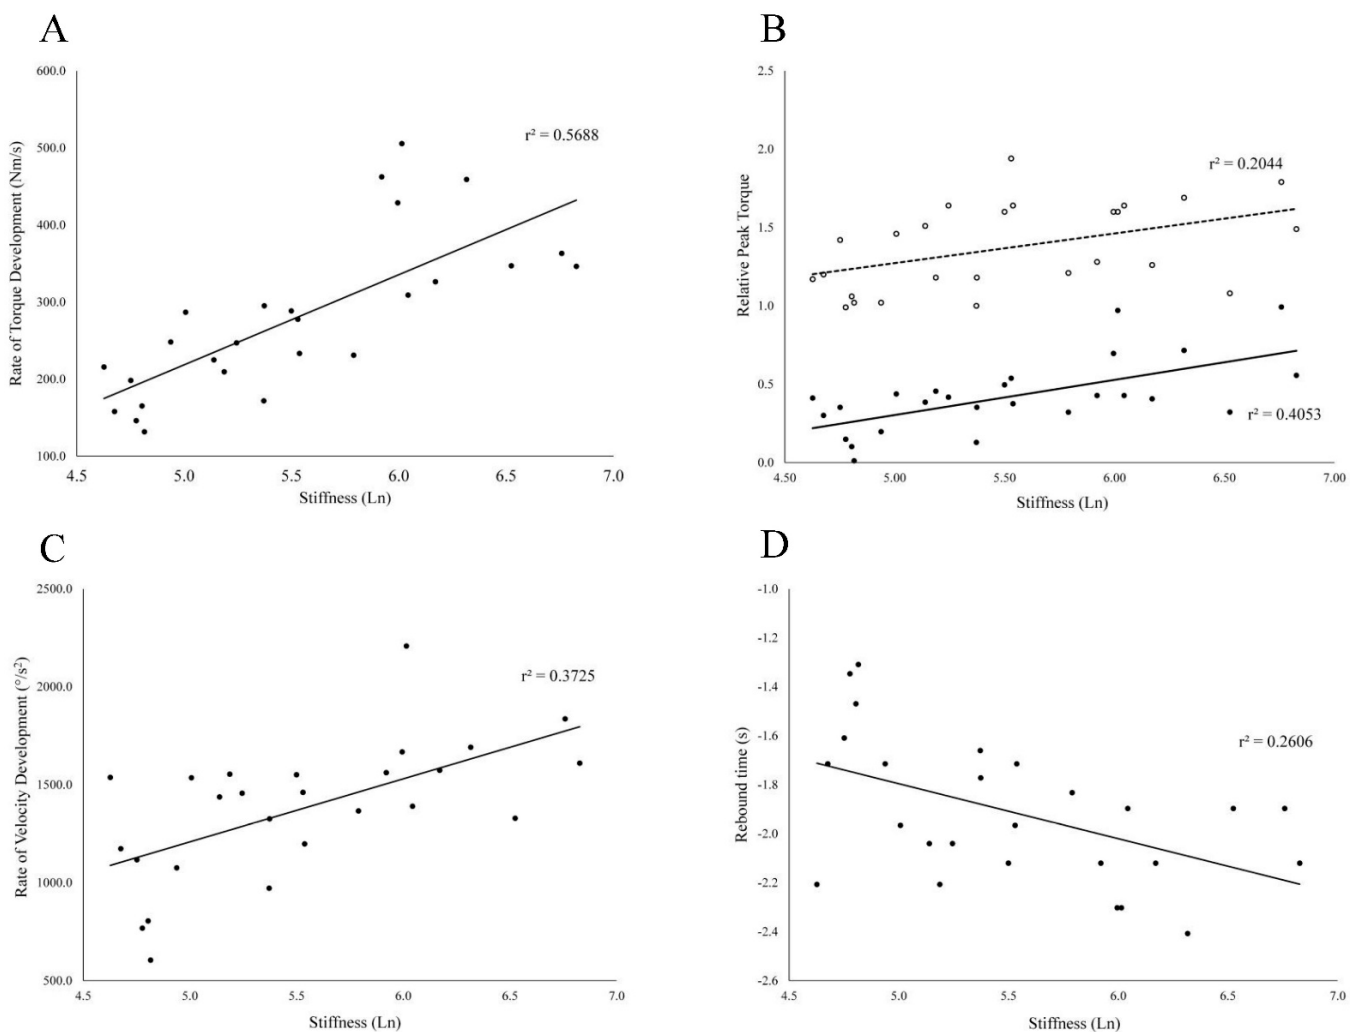 A
600.0
500.0
400.0
300.0
200.0
100.0
Rate of Torque Development (Nm/s)
r² = 0.5688
4.5 5.0 5.5 6.0 6.5 7.0
Stiffness (Ln)
B
2.5
2.0
1.5
1.0
0.5
0.0
Relative Peak Torque
r² = 0.2044
r² = 0.4053
4.50 5.00 5.50 6.00 6.50 7.00
Stiffness (Ln)
C
2500.0
2000.0
1500.0
1000.0
500.0
Rate of Velocity Development (°/s²)
r² = 0.3725
4.5 5.0 5.5 6.0 6.5 7.0
Stiffness (Ln)
D
-1.0
-1.2
-1.4
-1.6
-1.8
-2.0
-2.2
-2.4
-2.6
Rebound time (s)
r² = 0.2606
4.5 5.0 5.5 6.0 6.5 7.0
Stiffness (Ln)